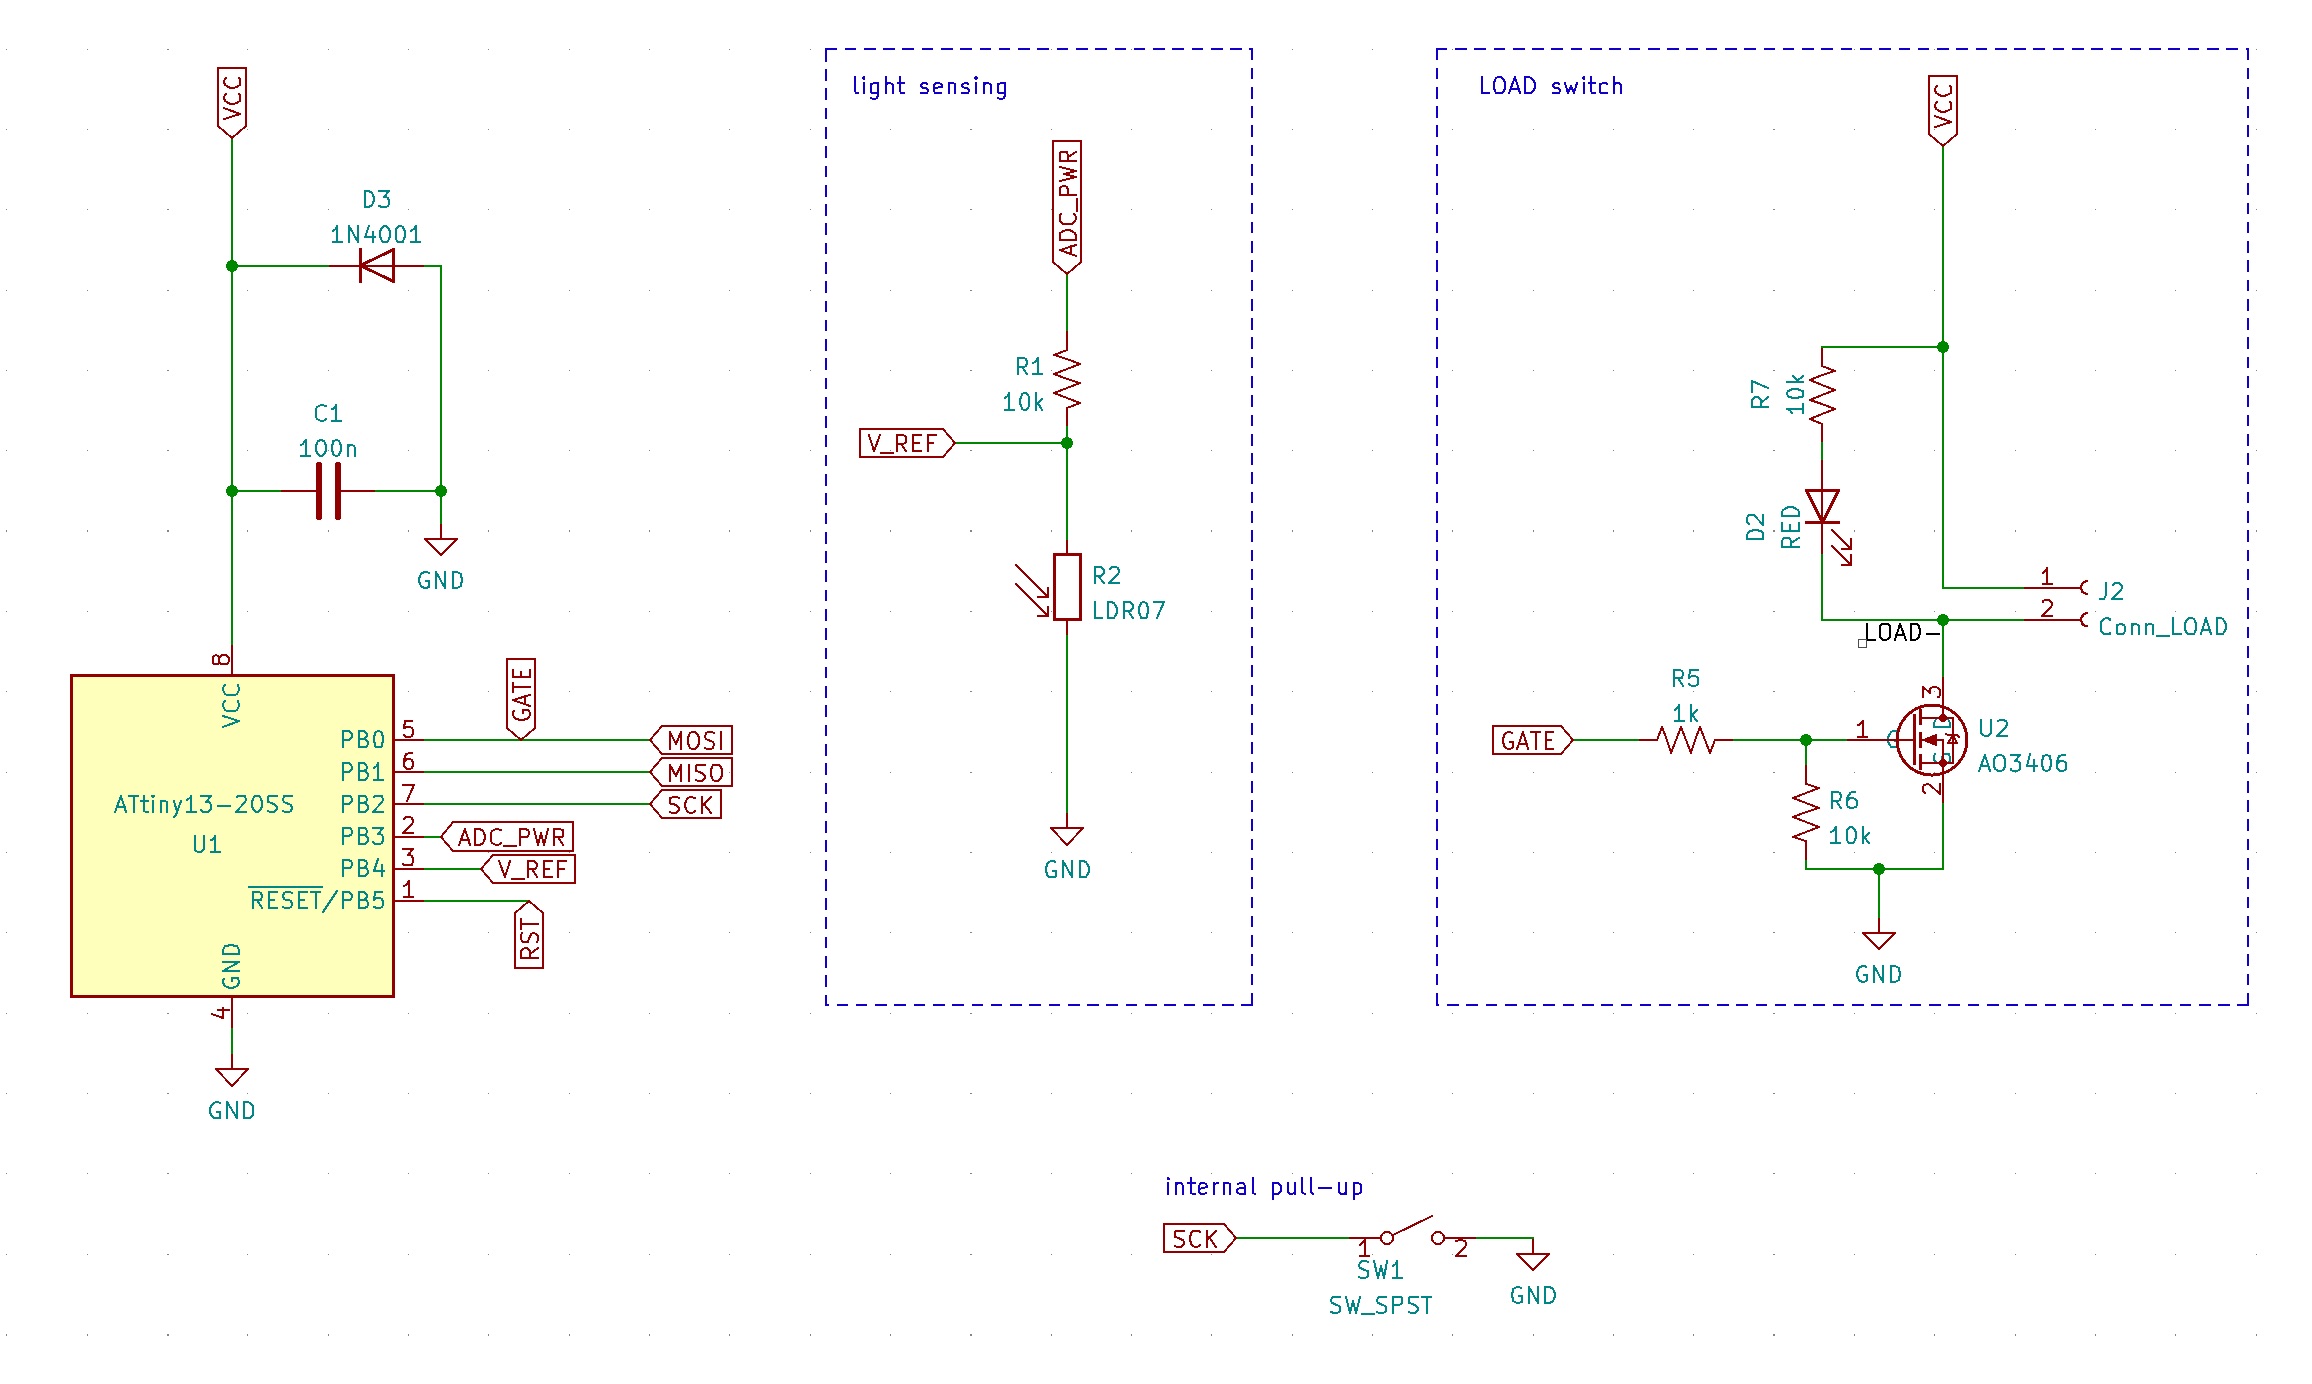 VCC
D3
1N4001
C1
100n
GND
8
VCC
GATE
PB0
5
MOSI
PB1
6
MISO
PB2
7
SCK
PB3
2
ADC_PWR
PB4
3
V_REF
RESET/PB5
1
RST
ATtiny13-20SS
U1
GND
4
GND
light sensing
ADC_PWR
R1
10k
V_REF
R2
LDR07
GND
LOAD switch
VCC
R7
10k
D2
RED
1
J2
2
Conn_LOAD
LOAD-
R5
1k
GATE
1
3
D
G
S
U2
AO3406
2
R6
10k
GND
internal pull-up
SCK
1
2
SW1
SW_SPST
GND